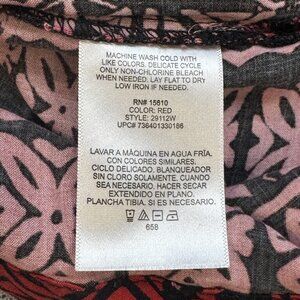 MACHINE WASH COLD WITH
LIKE COLORS. DELICATE CYCLE
ONLY NON-CHLORINE BLEACH
WHEN NEEDED. LAY FLAT TO DRY
LOW IRON IF NEEDED.
RN# 15610
COLOR: RED
STYLE: 29112W
UPC# 736401330186
LAVAR A MÁQUINA EN AGUA FRÍA
CON COLORES SIMILARES.
CICLO DELICADO. BLANQUEADOR
SIN CLORO SOLAMENTE. CUANDO
SEA NECESARIO. HACER
EXTENDIDO EN PLANO.
PLANCHA TIBIA. SI ES NECESARIO.
658